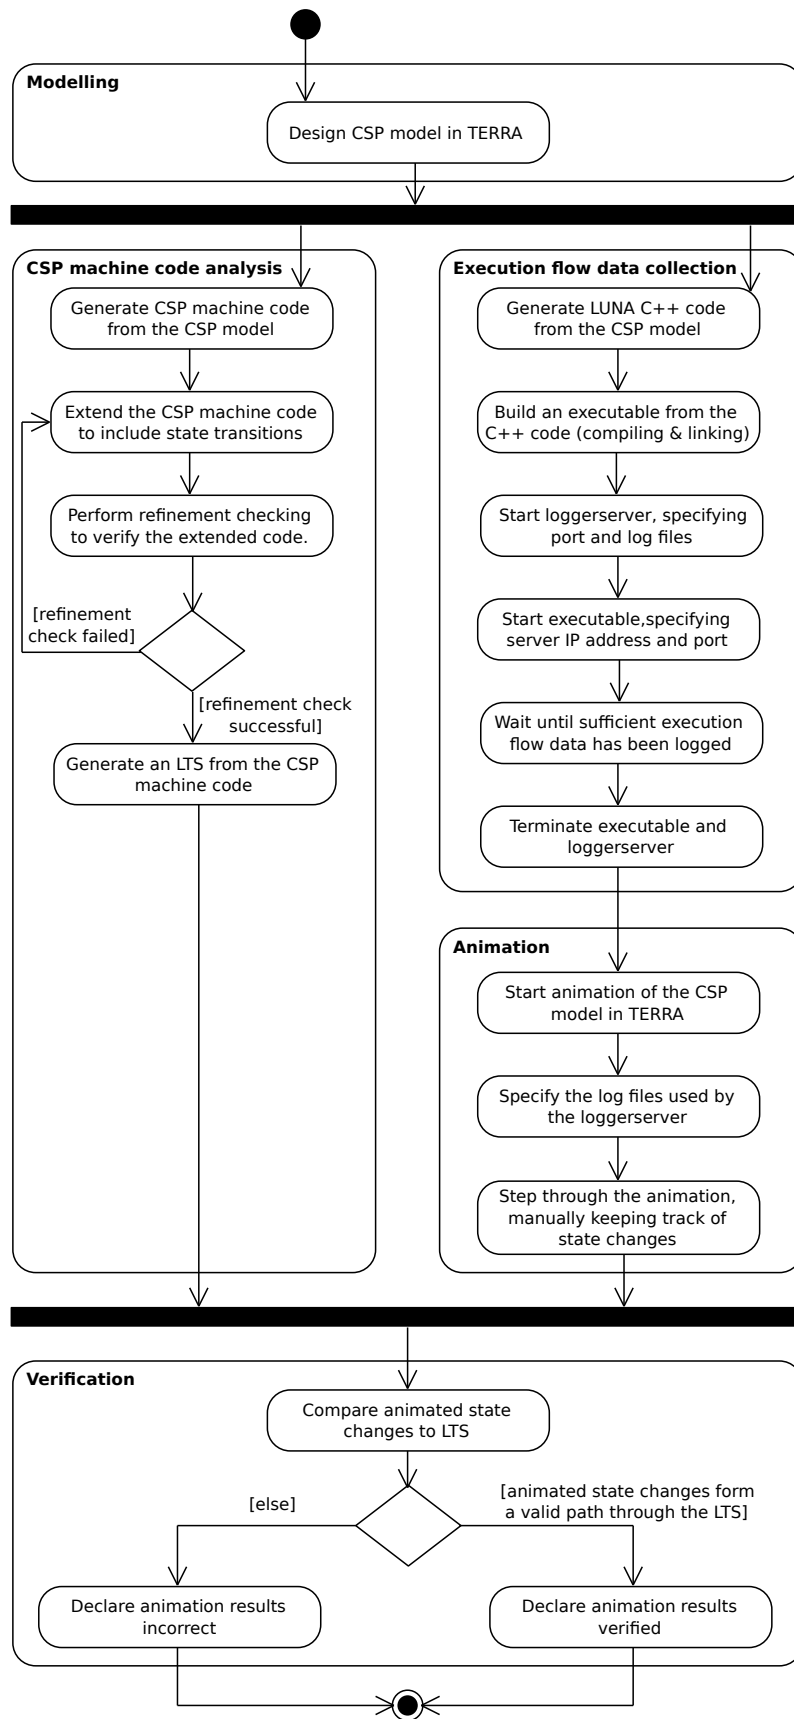 Modelling
Design CSP model in TERRA
CSP machine code analysis
Generate CSP machine code
from the CSP model
Extend the CSP machine code
to include state transitions
Perform refinement checking
to verify the extended code.
[refinement
check failed]
[refinement check
successful]
Generate an LTS from the CSP
machine code
Execution flow data collection
Generate LUNA C++ code
from the CSP model
Build an executable from the
C++ code (compiling & linking)
Start loggerserver, specifying
port and log files
Start executable,specifying
server IP address and port
Wait until sufficient execution
flow data has been logged
Terminate executable and
loggerserver
Animation
Start animation of the CSP
model in TERRA
Specify the log files used by
the loggerserver
Step through the animation,
manually keeping track of
state changes
Verification
Compare animated state
changes to LTS
[else]
[animated state changes form
a valid path through the LTS]
Declare animation results
incorrect
Declare animation results
verified